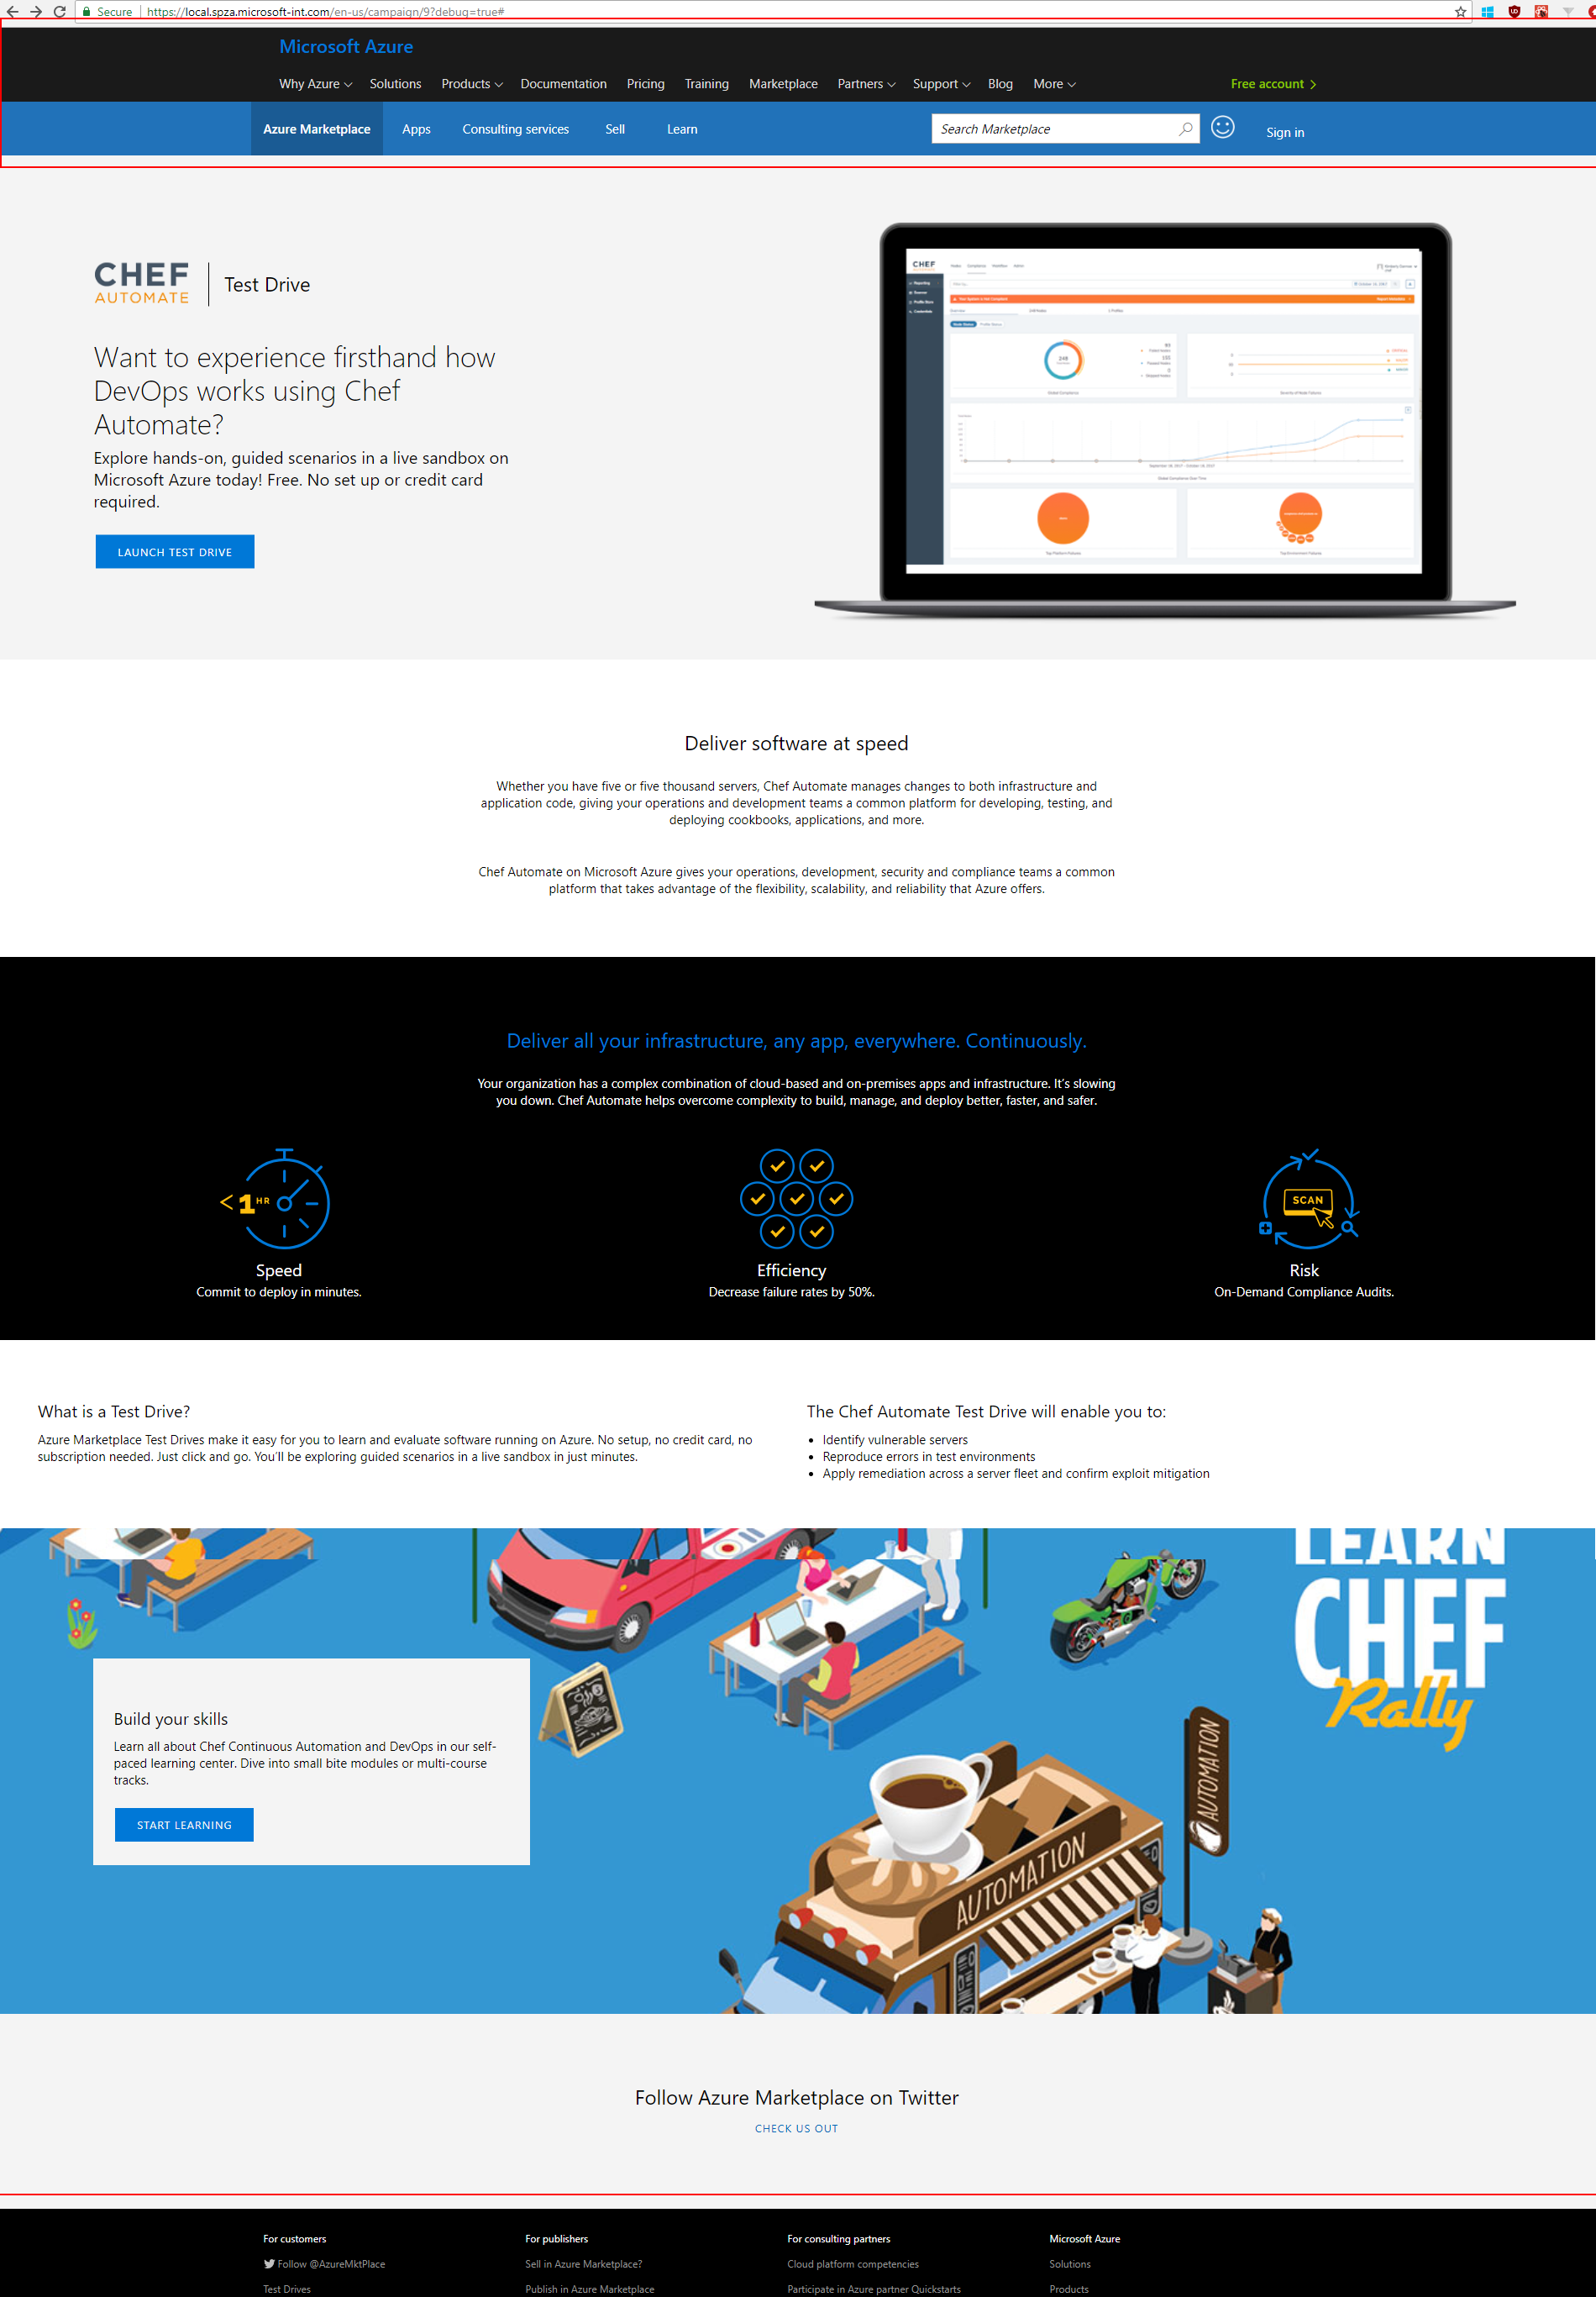 Secure https://local.spza.microsoft-int.com/en-us/campaign/9?debug=true#
Microsoft Azure
Why Azure Solutions Products Documentation Pricing Training Marketplace Partners Support Blog More Free account
Azure Marketplace Apps Consulting services Sell Learn Search Marketplace Sign in
CHEF
AUTOMATE
Test Drive
Want to experience firsthand how
DevOps works using Chef
Automate?
Explore hands-on, guided scenarios in a live sandbox on
Microsoft Azure today! Free. No set up or credit card
required.
LAUNCH TEST DRIVE
CHEF
Deliver software at speed
Whether you have five or five thousand servers, Chef Automate manages changes to both infrastructure and
application code, giving your operations and development teams a common platform for developing, testing, and
deploying cookbooks, applications, and more.
Chef Automate on Microsoft Azure gives your operations, development, security and compliance teams a common
platform that takes advantage of the flexibility, scalability, and reliability that Azure offers.
Deliver all your infrastructure, any app, everywhere. Continuously.
Your organization has a complex combination of cloud-based and on-premises apps and infrastructure. It's slowing
you down. Chef Automate helps overcome complexity to build, manage, and deploy better, faster, and safer.
< 1 HR
SCAN
Speed
Commit to deploy in minutes.
Efficiency
Decrease failure rates by 50%.
Risk
On-Demand Compliance Audits.
What is a Test Drive?
Azure Marketplace Test Drives make it easy for you to learn and evaluate software running on Azure. No setup, no credit card, no
subscription needed. Just click and go. You'll be exploring guided scenarios in a live sandbox in just minutes.
The Chef Automate Test Drive will enable you to:
• Identify vulnerable servers
• Reproduce errors in test environments
• Apply remediation across a server fleet and confirm exploit mitigation
LEARN
CHEF
Rally
Build your skills
Learn all about Chef Continuous Automation and DevOps in our self-
paced learning center. Dive into small bite modules or multi-course
tracks.
START LEARNING
AUTOMATION
AUTOMATION
Follow Azure Marketplace on Twitter
CHECK US OUT
For customers
Follow @AzureMktPlace
Test Drives
For publishers
Sell in Azure Marketplace?
Publish in Azure Marketplace
For consulting partners
Cloud platform competencies
Participate in Azure partner Quickstarts
Microsoft Azure
Solutions
Products